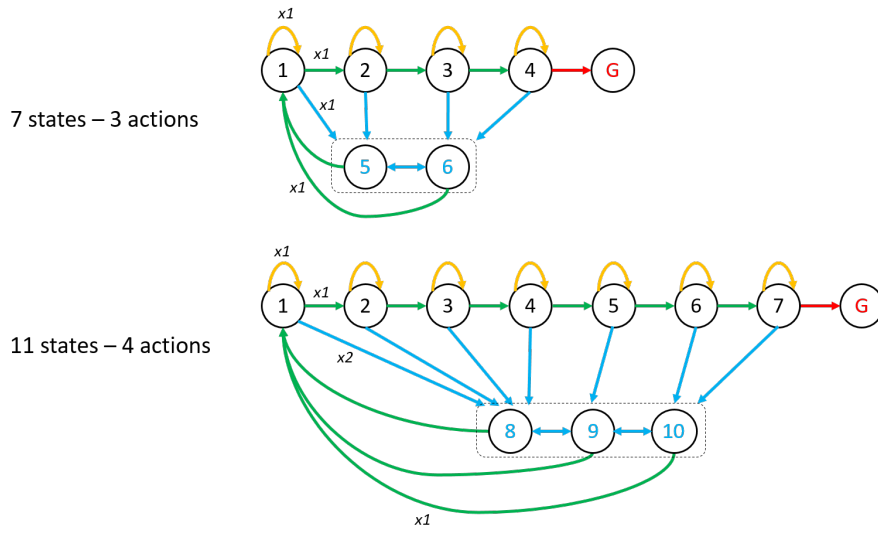 x1
x1
1 2 3 4 G
x1
7 states – 3 actions
5 6
x1
x1
x1
1 2 3 4 5 6 7 G
11 states – 4 actions
x2
8 9 10
x1